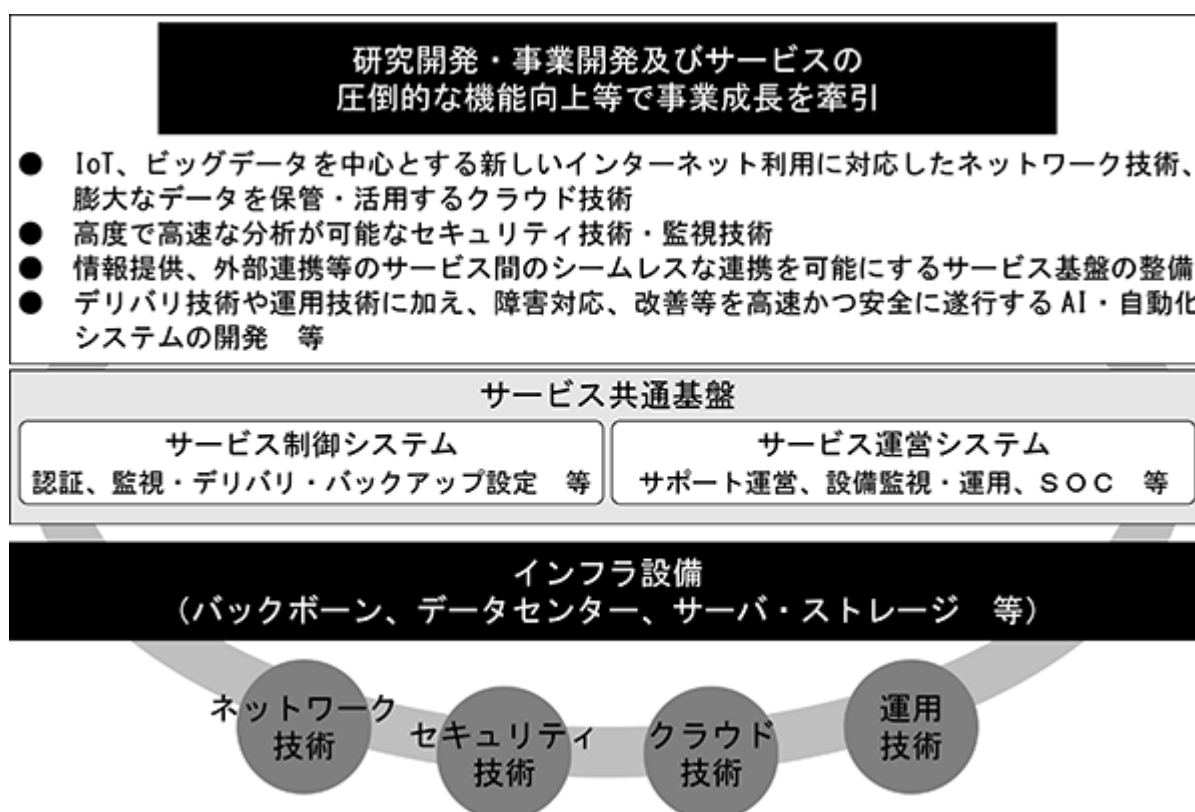 研究開発・事業開発及びサービスの
圧倒的な機能向上等で事業成長を牽引
● IoT、ビッグデータを中心とする新しいインターネット利用に対応したネットワーク技術、
膨大なデータを保管・活用するクラウド技術
● 高度で高速な分析が可能なセキュリティ技術・監視技術
● 情報提供、外部連携等のサービス間のシームレスな連携を可能にするサービス基盤の整備
● デリバリ技術や運用技術に加え、障害対応、改善等を高速かつ安全に遂行する AI・自動化
システムの開発　等
サービス共通基盤
サービス制御システム
認証、監視・デリバリ・バックアップ設定　等
サービス運営システム
サポート運営、設備監視・運用、ＳＯＣ　等
インフラ設備
（バックボーン、データセンター、サーバ・ストレージ　等）
ネットワーク
技術
セキュリティ
技術
クラウド
技術
運用
技術